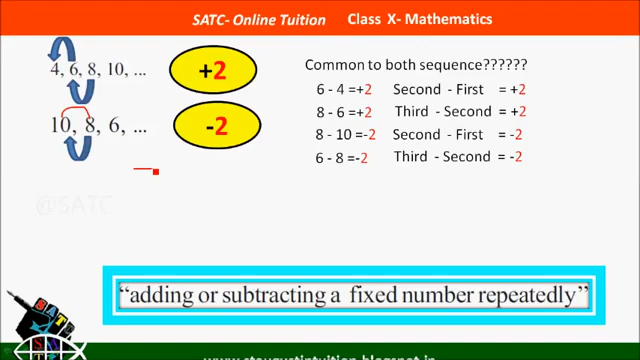 SATC- Online Tuition Class X- Mathematics
4, 6, 8, 10, ...
+2
Common to both sequence??????
6 - 4 =+2 Second - First = +2
8 - 6 =+2 Third - Second = +2
10, 8, 6, ...
-2
8 - 10 =-2 Second - First = -2
6 - 8 =-2 Third - Second = -2
@SATC
“adding or subtracting a fixed number repeatedly”
SATC